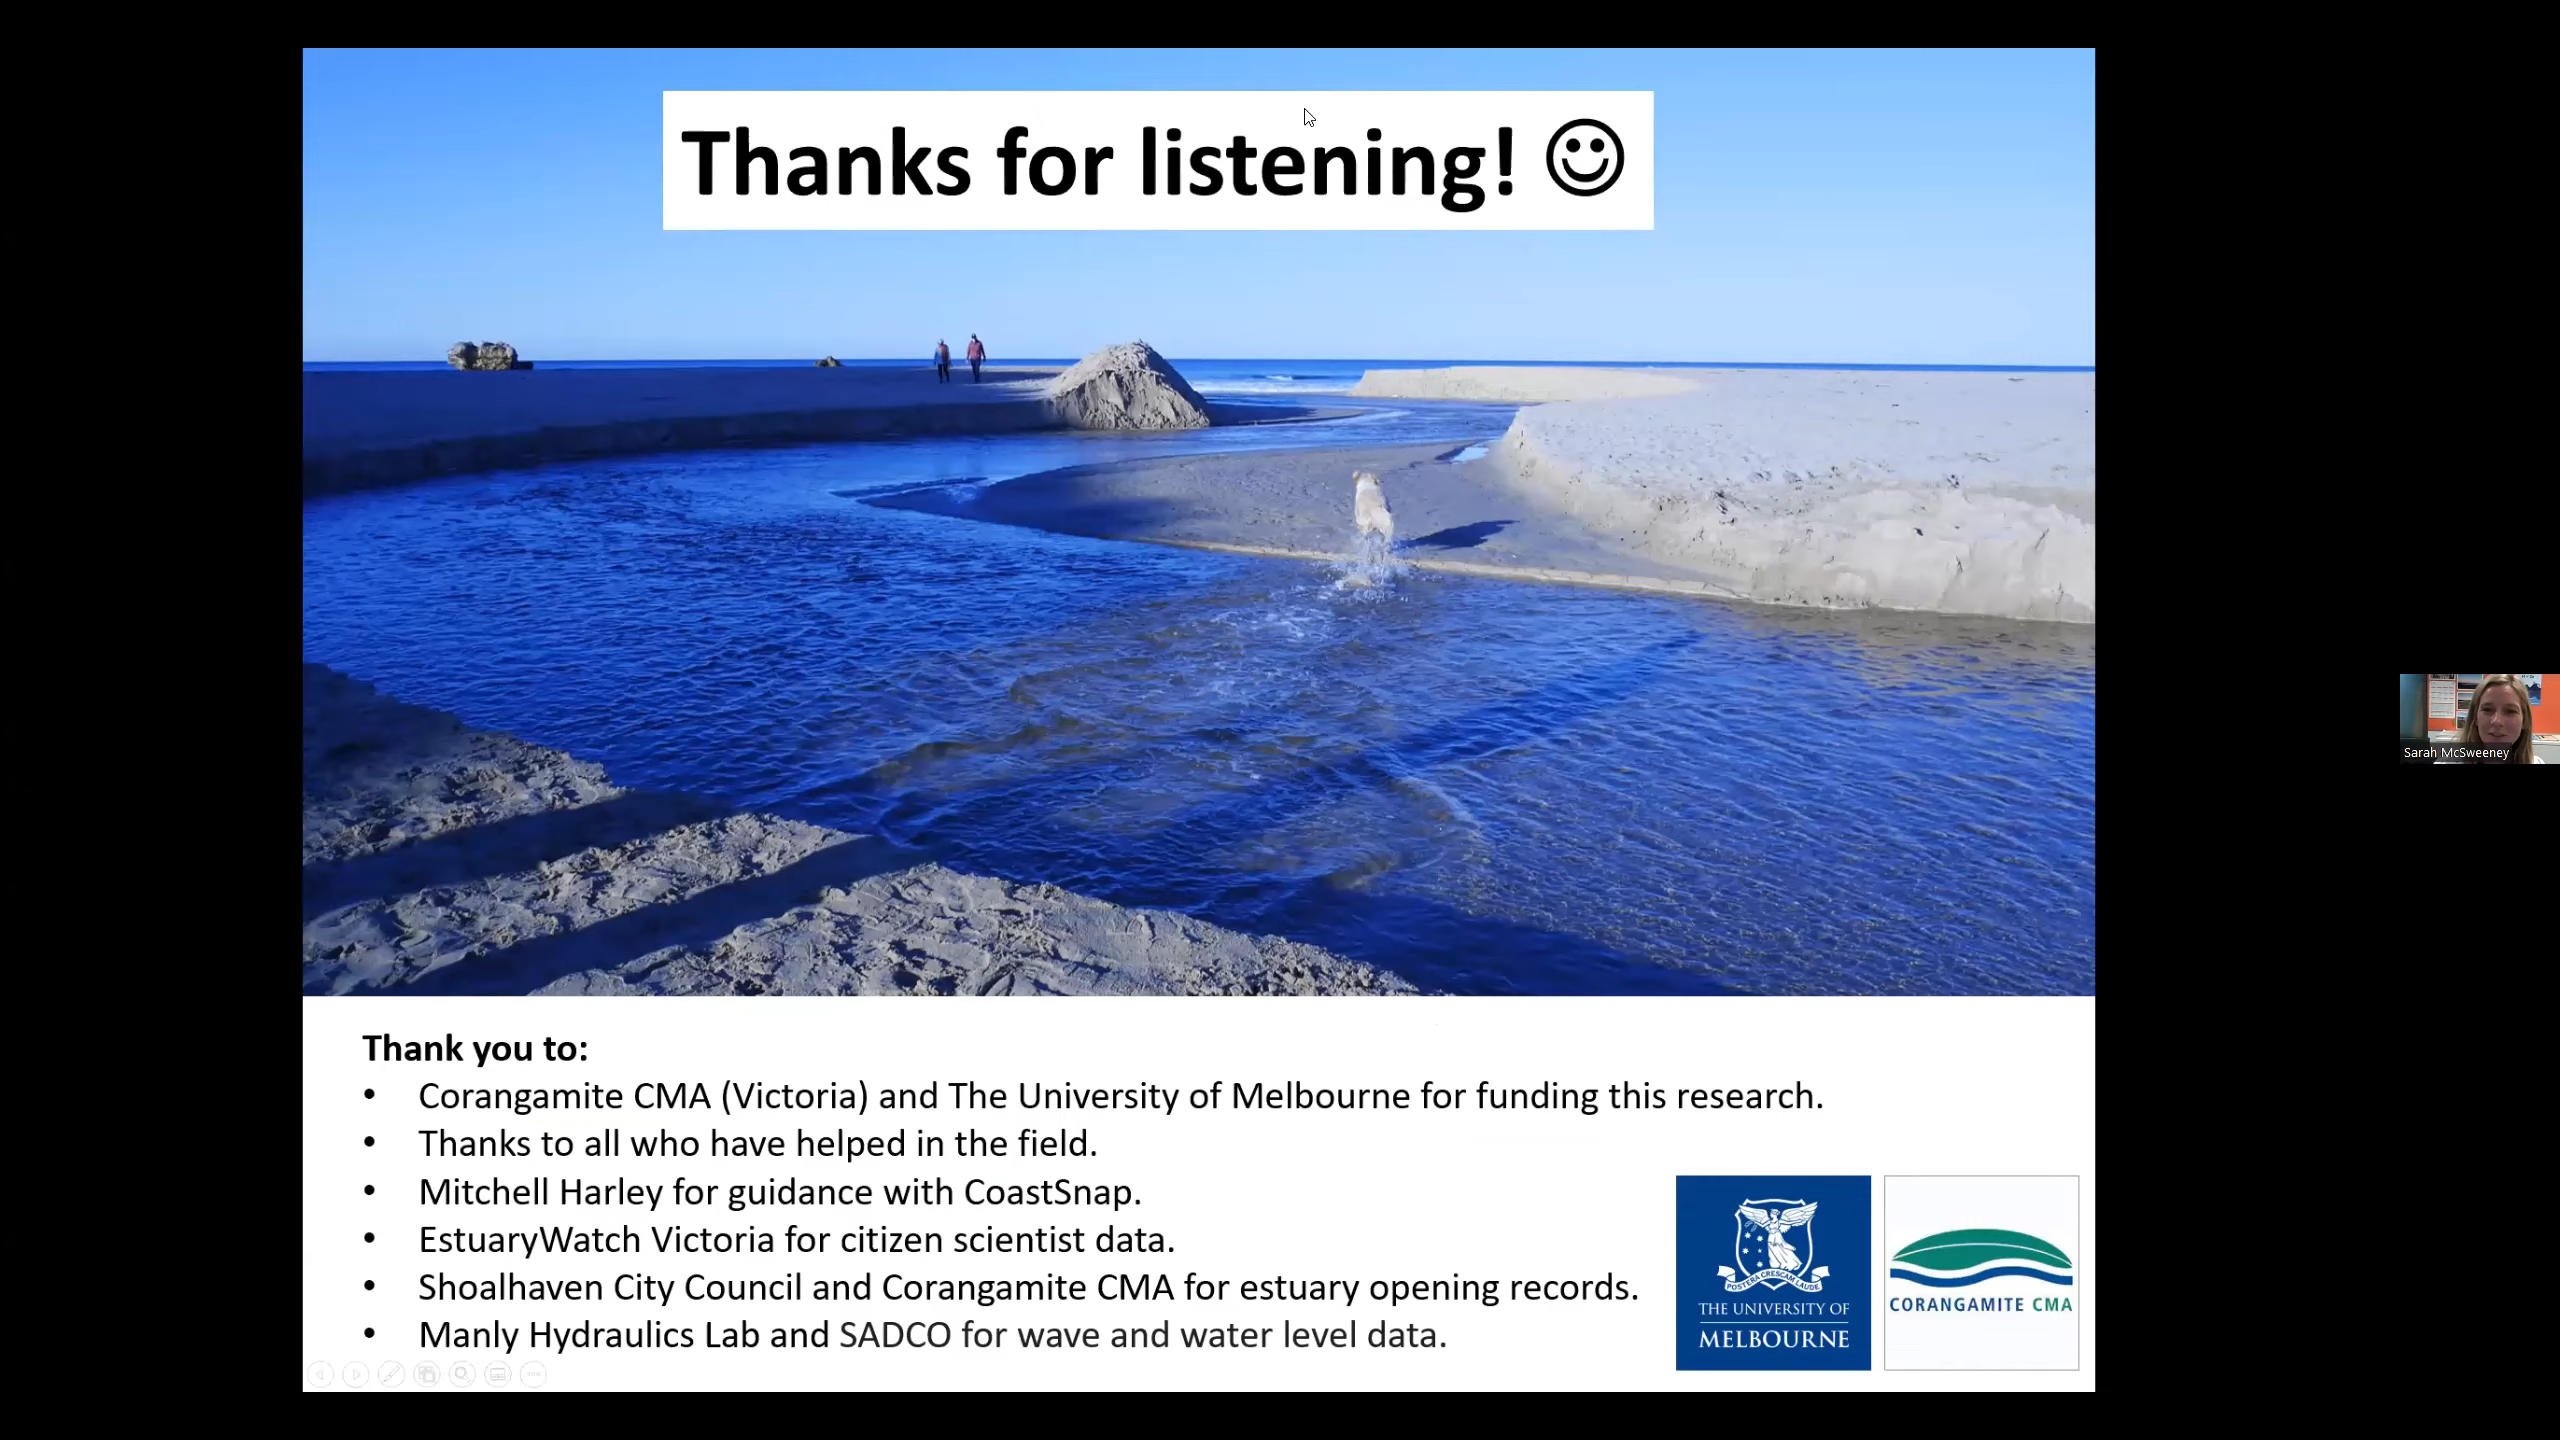 Thanks for listening! ☺
Sarah McSweeney
Thank you to:
• Corangamite CMA (Victoria) and The University of Melbourne for funding this research.
• Thanks to all who have helped in the field.
• Mitchell Harley for guidance with CoastSnap.
• EstuaryWatch Victoria for citizen scientist data.
• Shoalhaven City Council and Corangamite CMA for estuary opening records.
• Manly Hydraulics Lab and SADCO for wave and water level data.
POSTERA CRESCAM LAUDE
THE UNIVERSITY OF
MELBOURNE
CORANGAMITE CMA